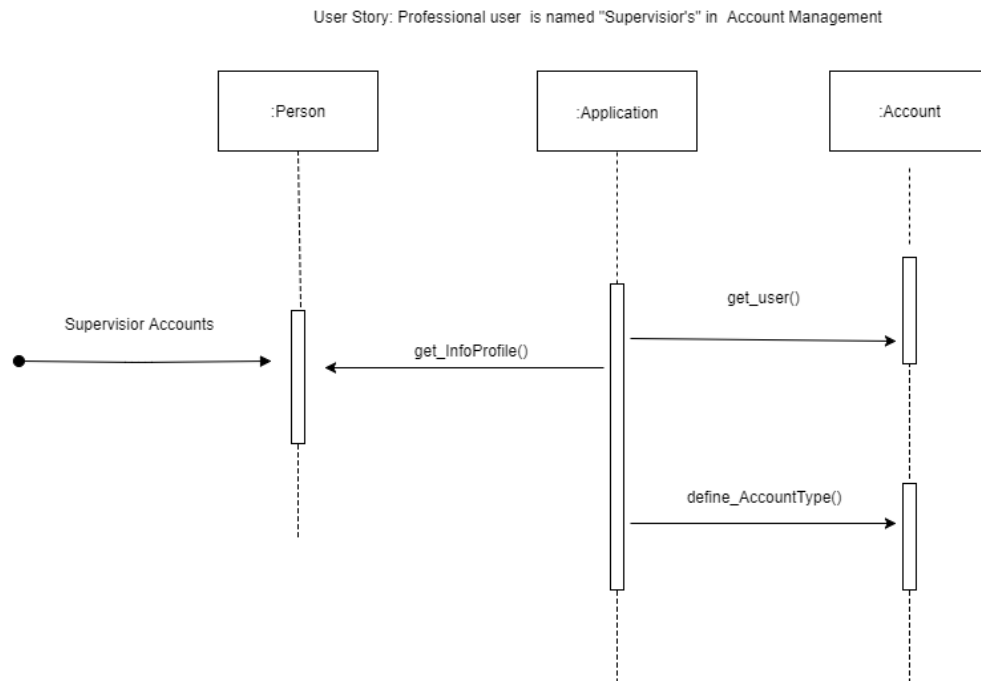 User Story: Professional user  is named "Supervisior's" in  Account Management
:Person
:Application
:Account
get_user()
Supervisior Accounts
get_InfoProfile()
define_AccountType()